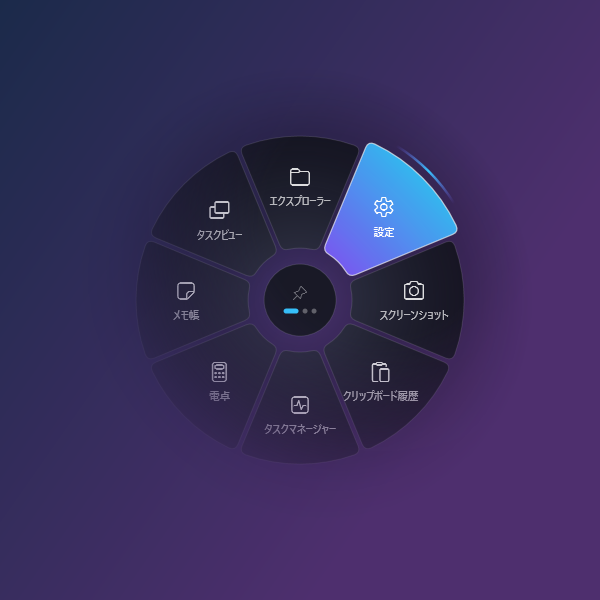 エクスプローラー
設定
タスクビュー
メモ帳
スクリーンショット
電卓
クリップボード履歴
タスクマネージャー